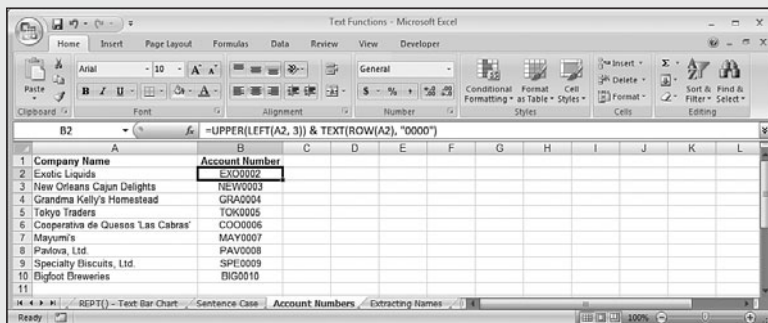 Text Functions - Microsoft Excel
Home Insert Page Layout Formulas Data Review View Developer
Paste
Clipboard
Arial 10 A A
B I U A
Font
Alignment
General
$ % ,
Number
Conditional Formatting Format as Table Cell Styles
Styles
Insert
Delete
Format
Cells
Σ
Sort & Filter Find & Select
Editing
B2 fx =UPPER(LEFT(A2, 3)) & TEXT(ROW(A2), "0000")
A B C D E F G H I J K L
1 Company Name Account Number
2 Exotic Liquids EXO0002
3 New Orleans Cajun Delights NEW0003
4 Grandma Kelly's Homestead GRA0004
5 Tokyo Traders TOK0005
6 Cooperativa de Quesos 'Las Cabras' COO0006
7 Mayumi's MAY0007
8 Pavlova, Ltd. PAV0008
9 Specialty Biscuits, Ltd. SPE0009
10 Bigfoot Breweries BIG0010
11
REPT() - Text Bar Chart Sentence Case Account Numbers Extracting Names
Ready 100%